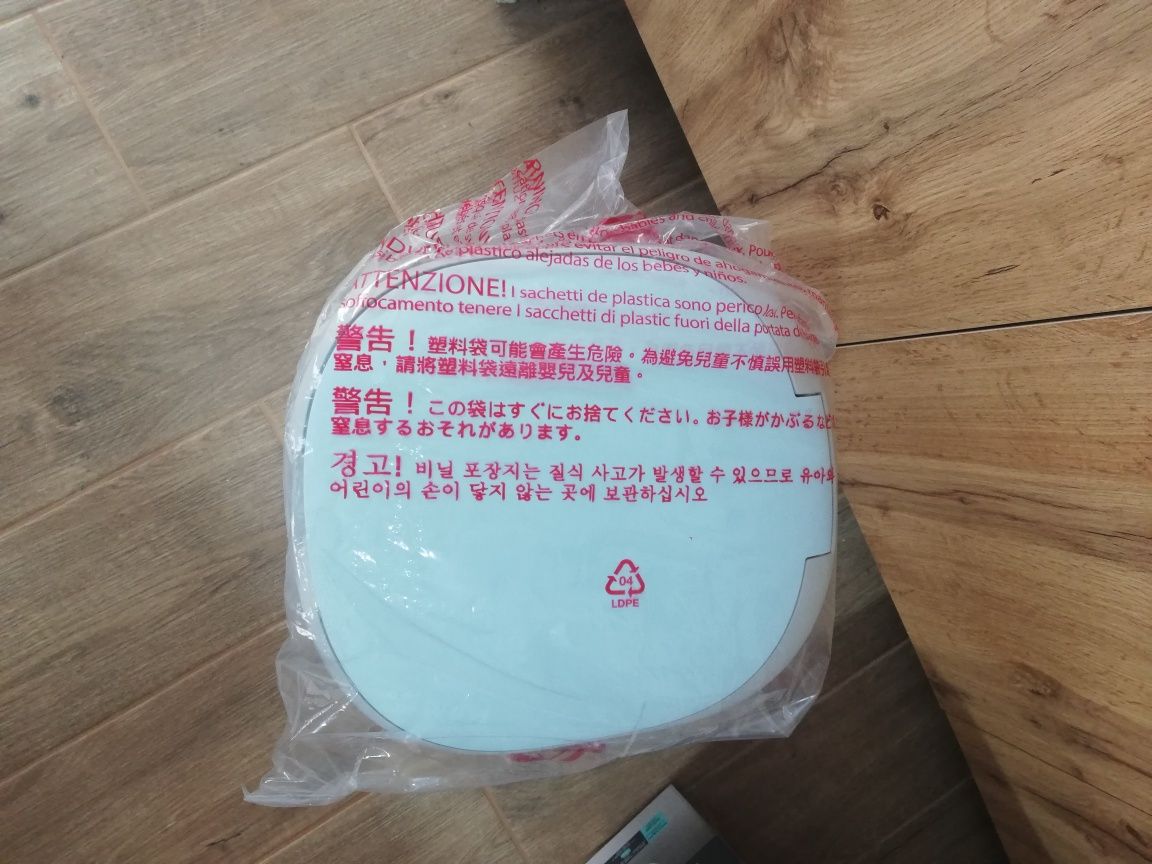 evitar el peligro de
plastico alejadas de los bebés y niños.
ATTENZIONE! I sachetti de plastica sono
soffocamento tenere I sacchetti di plastic fuori della portata
警告！ 塑料袋可能會產生危險。為避免兒童不慎誤用塑料
窒息，請將塑料袋遠離嬰兒及兒童。
警告！ この袋はすぐにお捨てください。お子様がかぶるなど
窒息するおそれがあります。
경고! 비닐 포장지는 질식 사고가 발생할 수 있으므로 유아와
어린이의 손이 닿지 않는 곳에 보관하십시오
04
LDPE